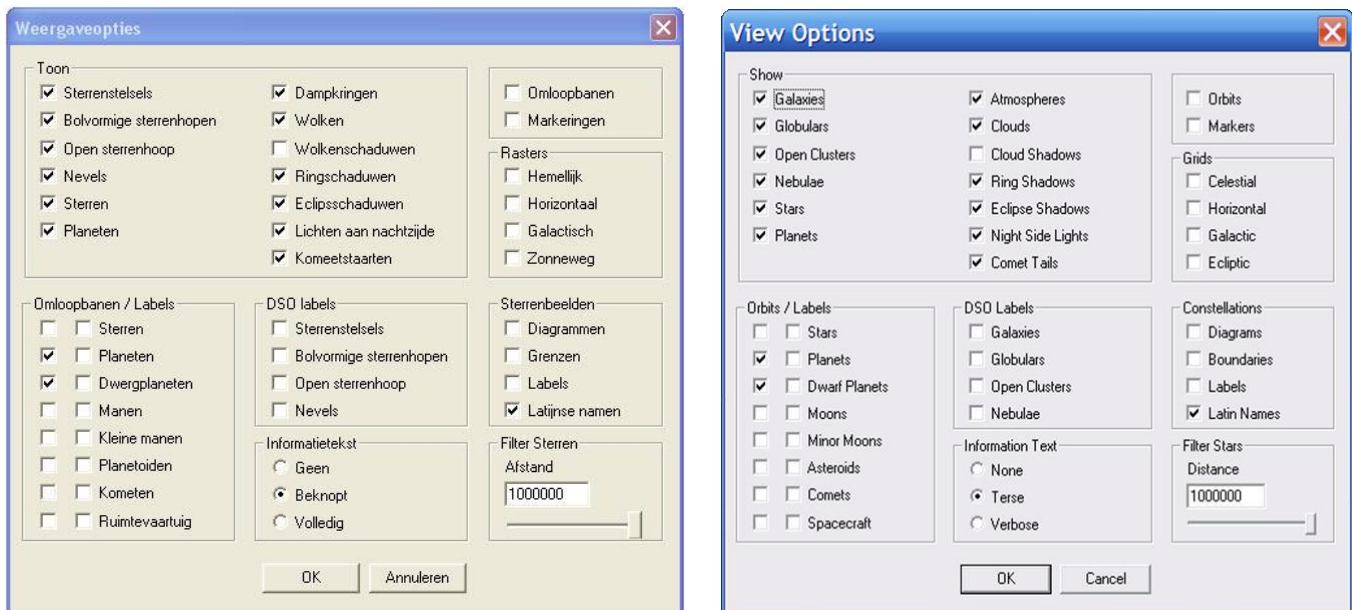 Weergaveopties
Toon
Sterrenstelsels
Bolvormige sterrenhopen
Open sterrenhoop
Nevels
Sterren
Planeten
Dampkringen
Wolken
Wolkenschaduwen
Ringschaduwen
Eclipsschaduwen
Lichten aan nachtzijde
Komeetstaarten
Omloopbanen
Markeringen
Rasters
Hemellijk
Horizontaal
Galactisch
Zonneweg
Omloopbanen / Labels
Sterren
Planeten
Dwergplaneten
Manen
Kleine manen
Planetoiden
Kometen
Ruimtevaartuig
DSO labels
Sterrenstelsels
Bolvormige sterrenhopen
Open sterrenhoop
Nevels
Informatietekst
Geen
Beknopt
Volledig
Sterrenbeelden
Diagrammen
Grenzen
Labels
Latijnse namen
Filter Sterren
Afstand
1000000
OK
Annuleren
View Options
Show
Galaxies
Globulars
Open Clusters
Nebulae
Stars
Planets
Atmospheres
Clouds
Cloud Shadows
Ring Shadows
Eclipse Shadows
Night Side Lights
Comet Tails
Orbits
Markers
Grids
Celestial
Horizontal
Galactic
Ecliptic
Orbits / Labels
Stars
Planets
Dwarf Planets
Moons
Minor Moons
Asteroids
Comets
Spacecraft
DSO Labels
Galaxies
Globulars
Open Clusters
Nebulae
Information Text
None
Terse
Verbose
Constellations
Diagrams
Boundaries
Labels
Latin Names
Filter Stars
Distance
1000000
OK
Cancel